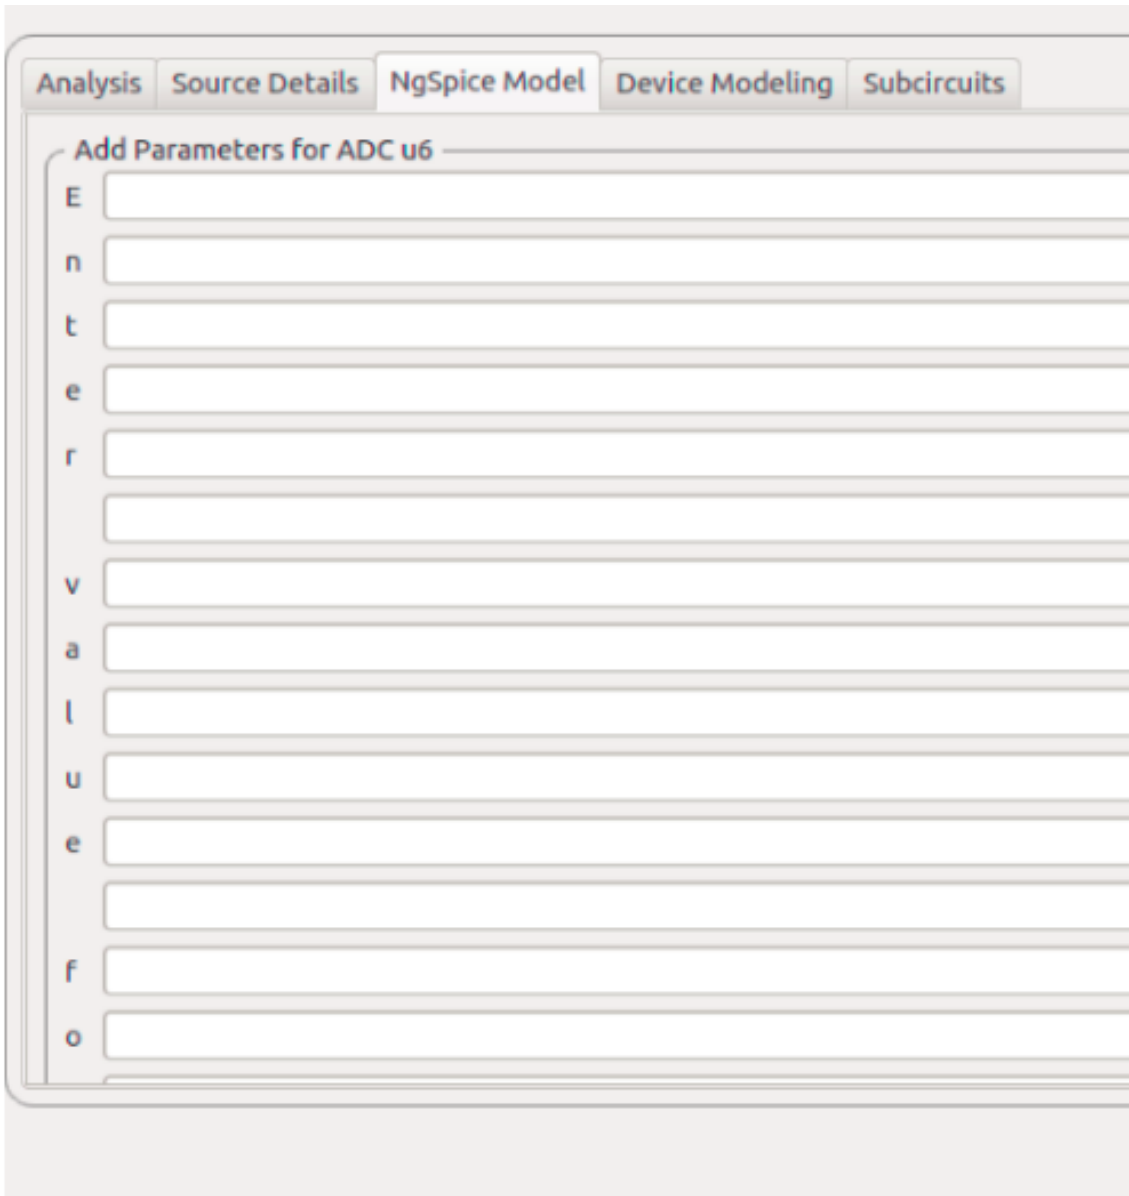 Analysis Source Details NgSpice Model Device Modeling Subcircuits
Add Parameters for ADC u6
E
n
t
e
r
v
a
l
u
e
f
o